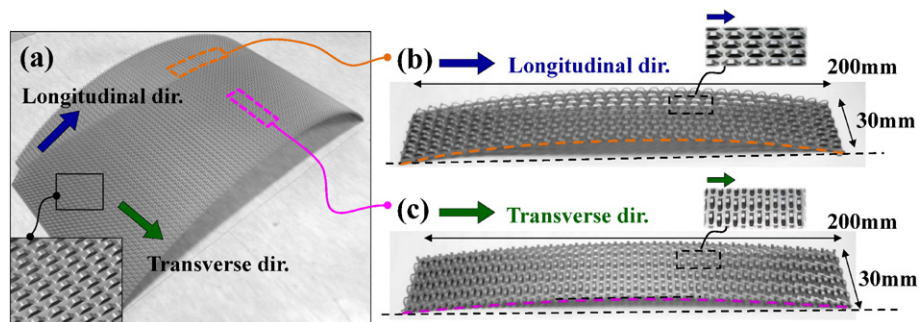 (a)
Longitudinal dir.
Transverse dir.
(b)
Longitudinal dir.
200mm
30mm
(c)
Transverse dir.
200mm
30mm